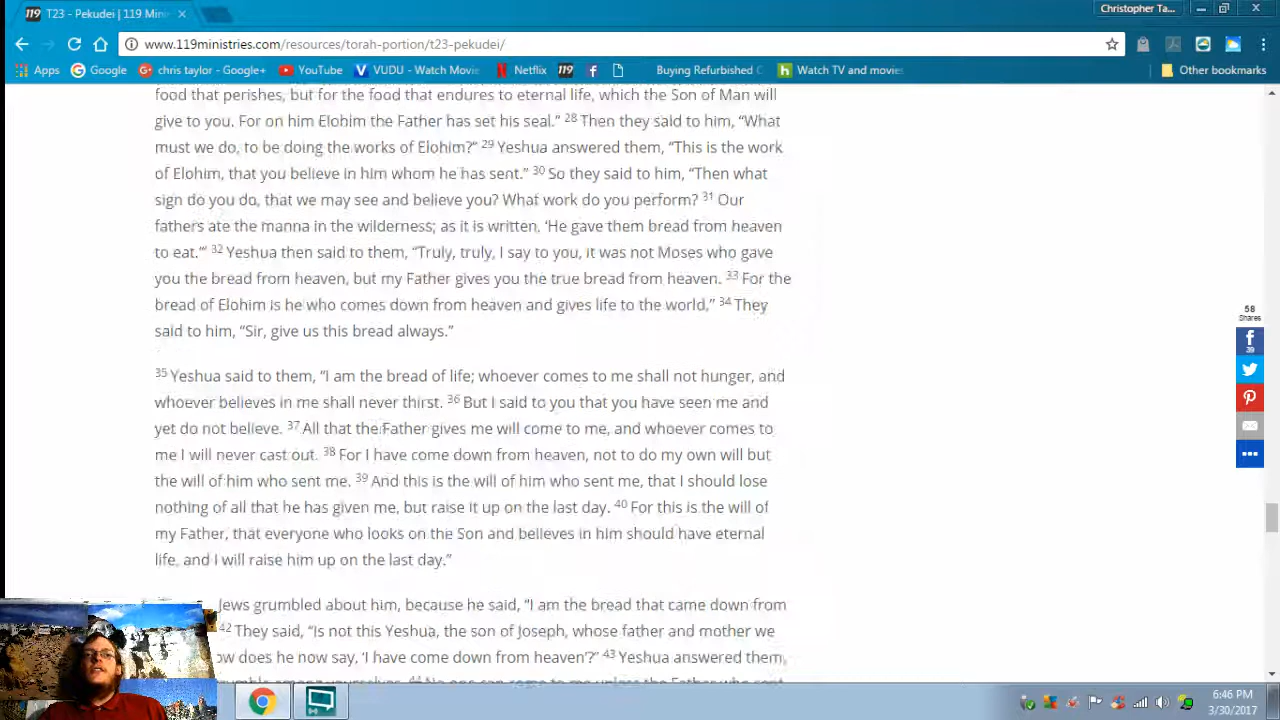 119 T23 - Pekudei | 119 Mini
Christopher Ta...
www.119ministries.com/resources/torah-portion/t23-pekudei/
Apps Google chris taylor - Google+ YouTube VUDU - Watch Movie Netflix 119 Buying Refurbished C Watch TV and movies Other bookmarks
food that perishes, but for the food that endures to eternal life, which the Son of Man will
give to you. For on him Elohim the Father has set his seal.” 28 Then they said to him, “What
must we do, to be doing the works of Elohim?” 29 Yeshua answered them, “This is the work
of Elohim, that you believe in him whom he has sent.” 30 So they said to him, “Then what
sign do you do, that we may see and believe you? What work do you perform? 31 Our
fathers ate the manna in the wilderness; as it is written, ‘He gave them bread from heaven
to eat.’” 32 Yeshua then said to them, “Truly, truly, I say to you, it was not Moses who gave
you the bread from heaven, but my Father gives you the true bread from heaven. 33 For the
bread of Elohim is he who comes down from heaven and gives life to the world,” 34 They
said to him, “Sir, give us this bread always.”
35 Yeshua said to them, “I am the bread of life; whoever comes to me shall not hunger, and
whoever believes in me shall never thirst. 36 But I said to you that you have seen me and
yet do not believe. 37 All that the Father gives me will come to me, and whoever comes to
me I will never cast out. 38 For I have come down from heaven, not to do my own will but
the will of him who sent me. 39 And this is the will of him who sent me, that I should lose
nothing of all that he has given me, but raise it up on the last day. 40 For this is the will of
my Father, that everyone who looks on the Son and believes in him should have eternal
life, and I will raise him up on the last day.”
Jews grumbled about him, because he said, “I am the bread that came down from
42 They said, “Is not this Yeshua, the son of Joseph, whose father and mother we
ow does he now say, ‘I have come down from heaven’?” 43 Yeshua answered them,
44 No one can come to me unless the Father who sent
58
Shares
39
6:46 PM
3/30/2017